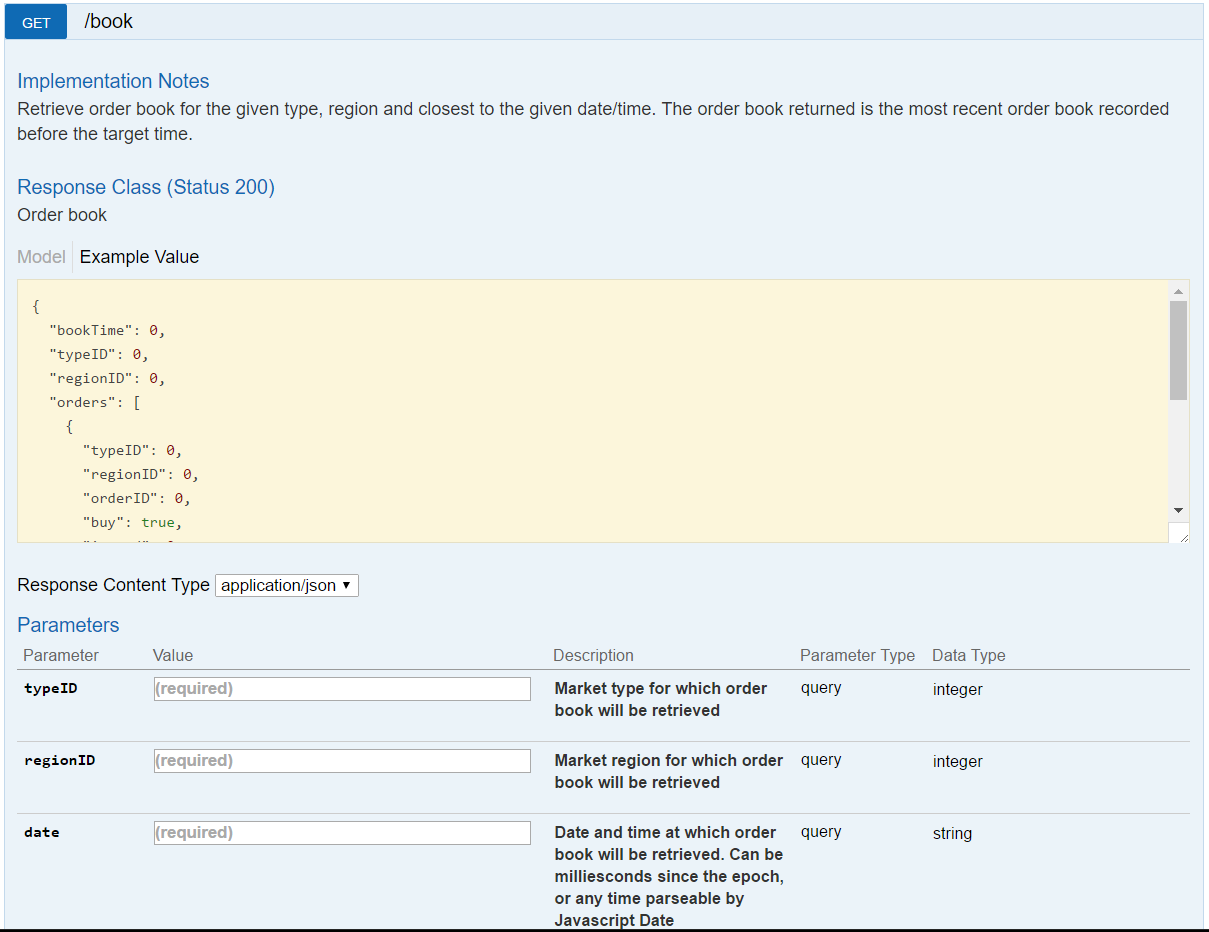 GET /book
Implementation Notes
Retrieve order book for the given type, region and closest to the given date/time. The order book returned is the most recent order book recorded
before the target time.
Response Class (Status 200)
Order book
Model Example Value
{
"bookTime": 0,
"typeID": 0,
"regionID": 0,
"orders": [
{
"typeID": 0,
"regionID": 0,
"orderID": 0,
"buy": true,
Response Content Type application/json
Parameters
Parameter Value Description Parameter Type Data Type
typeID (required) Market type for which order query integer
book will be retrieved
regionID (required) Market region for which order query integer
book will be retrieved
date (required) Date and time at which order query string
book will be retrieved. Can be
milliesconds since the epoch,
or any time parseable by
Javascript Date